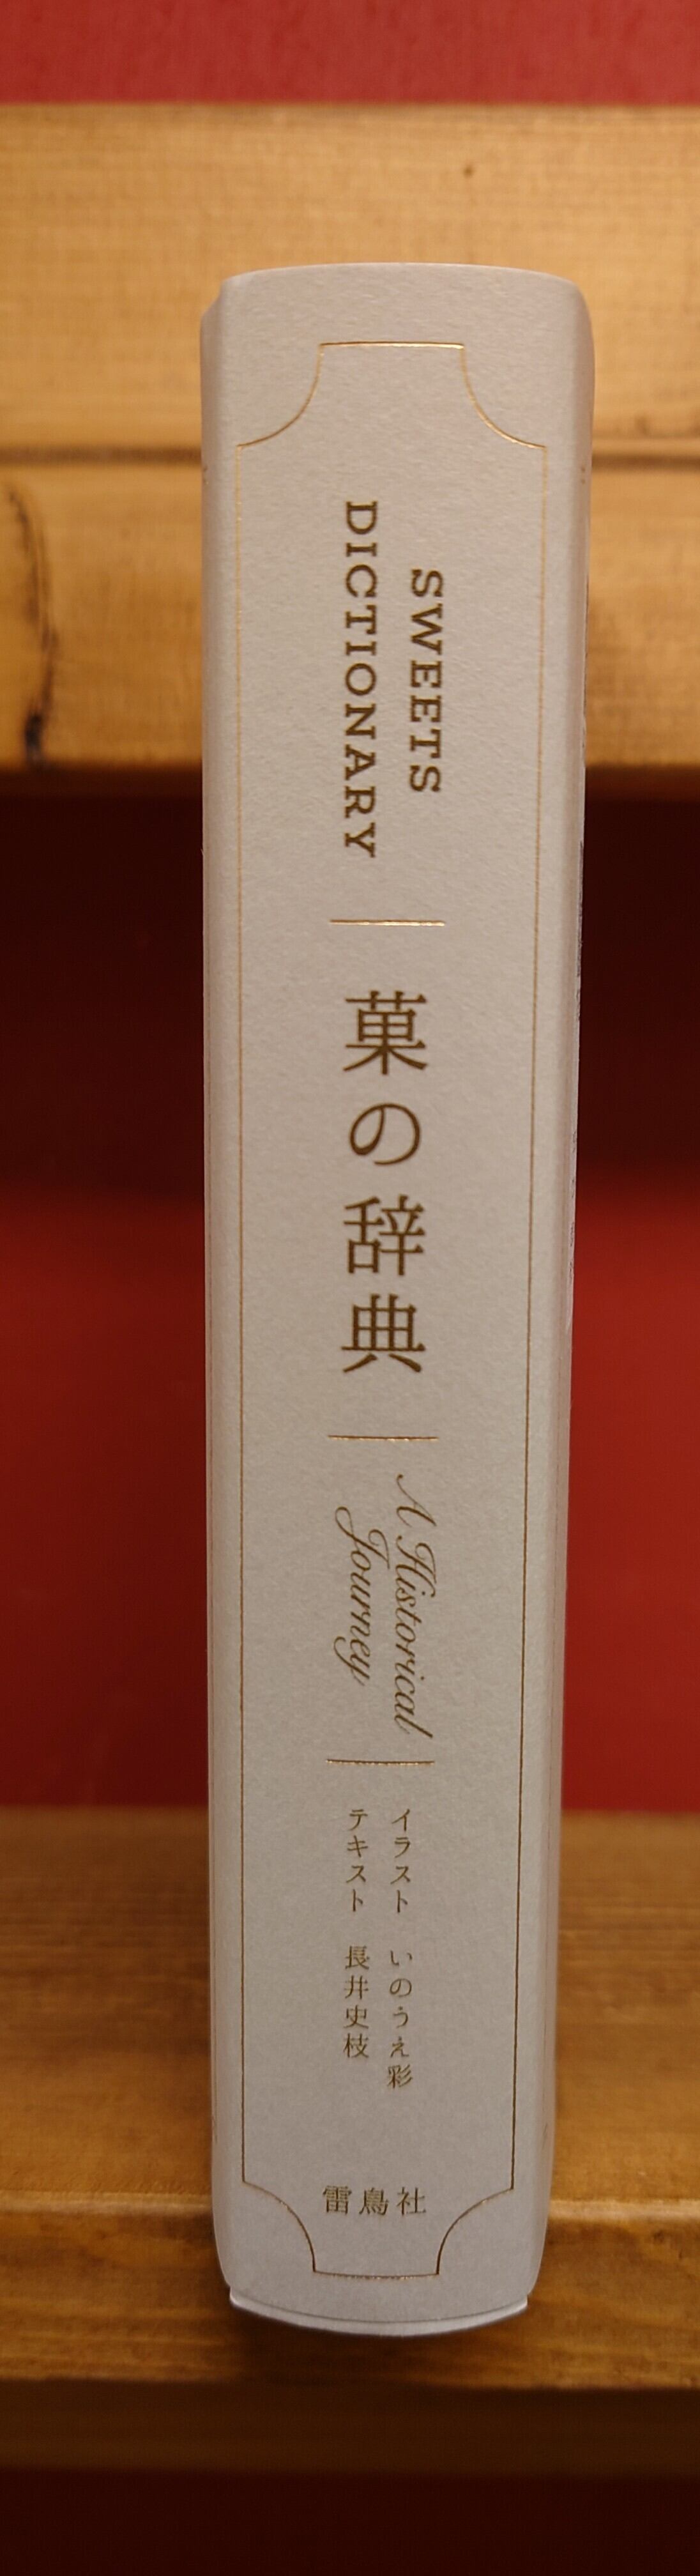 SWEETS
DICTIONARY
菓の辞典
A Historical
Journey
イラスト いのうえ彩
テキスト 長井史枝
雷鳥社